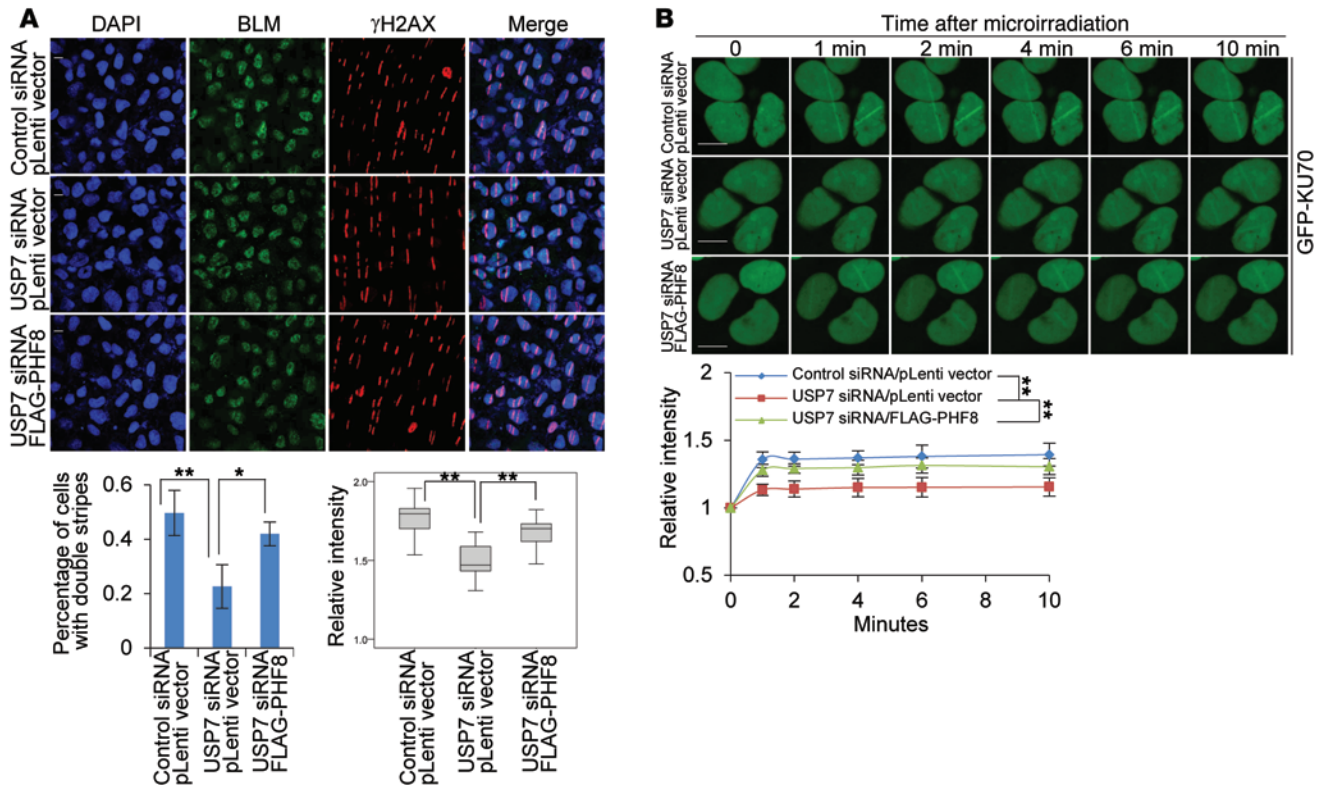 A
DAPI BLM γH2AX Merge
Control siRNA
pLenti vector
USP7 siRNA
pLenti vector
USP7 siRNA
FLAG-PHF8
Percentage of cells
with double stripes
0.6
0.4
0.2
0
** *
Control siRNA
pLenti vector
USP7 siRNA
pLenti vector
USP7 siRNA
FLAG-PHF8
Relative intensity
2.0
1.5
1.0
** **
Control siRNA
pLenti vector
USP7 siRNA
pLenti vector
USP7 siRNA
FLAG-PHF8
B
Time after microirradiation
0 1 min 2 min 4 min 6 min 10 min
Control siRNA
pLenti vector
USP7 siRNA
pLenti vector
USP7 siRNA
FLAG-PHF8
GFP-KU70
Control siRNA/pLenti vector
USP7 siRNA/pLenti vector
USP7 siRNA/FLAG-PHF8
**
**
Relative intensity
2
1.5
1
0.5
0 2 4 6 8 10
Minutes